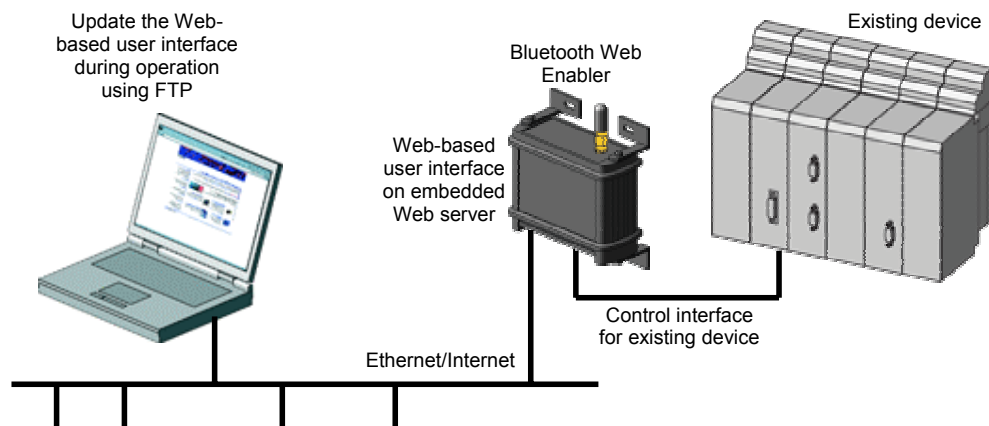 Update the Web-
based user interface
during operation
using FTP
Bluetooth Web
Enabler
Existing device
Web-based
user interface
on embedded
Web server
Control interface
for existing device
Ethernet/Internet